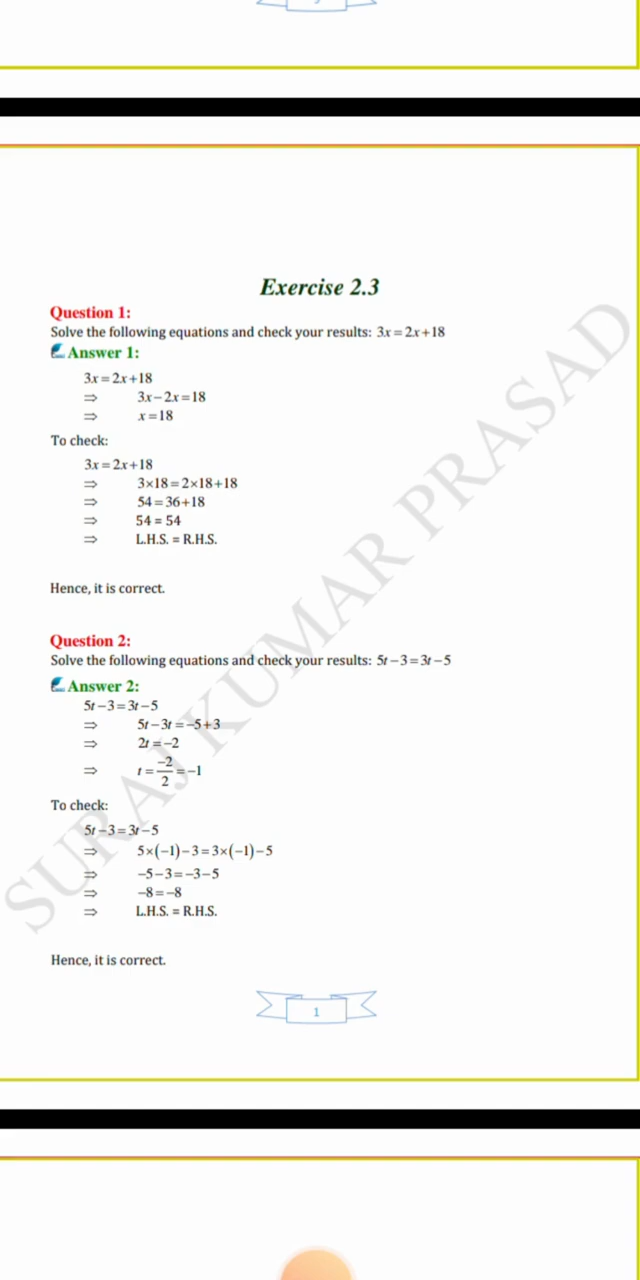 Exercise 2.3
Question 1:
Solve the following equations and check your results: 3x = 2x+18
Answer 1:
3x = 2x+18
⇒ 3x−2x = 18
⇒ x = 18
To check:
3x = 2x+18
⇒ 3×18 = 2×18+18
⇒ 54 = 36+18
⇒ 54 = 54
⇒ L.H.S. = R.H.S.
Hence, it is correct.
Question 2:
Solve the following equations and check your results: 5t−3 = 3t−5
Answer 2:
5t−3 = 3t−5
⇒ 5t−3t = −5+3
⇒ 2t = −2
⇒ t = −2/2 = −1
To check:
5t−3 = 3t−5
⇒ 5×(−1)−3 = 3×(−1)−5
⇒ −5−3 = −3−5
⇒ −8 = −8
⇒ L.H.S. = R.H.S.
Hence, it is correct.
1
SURAJ KUMAR PRASAD